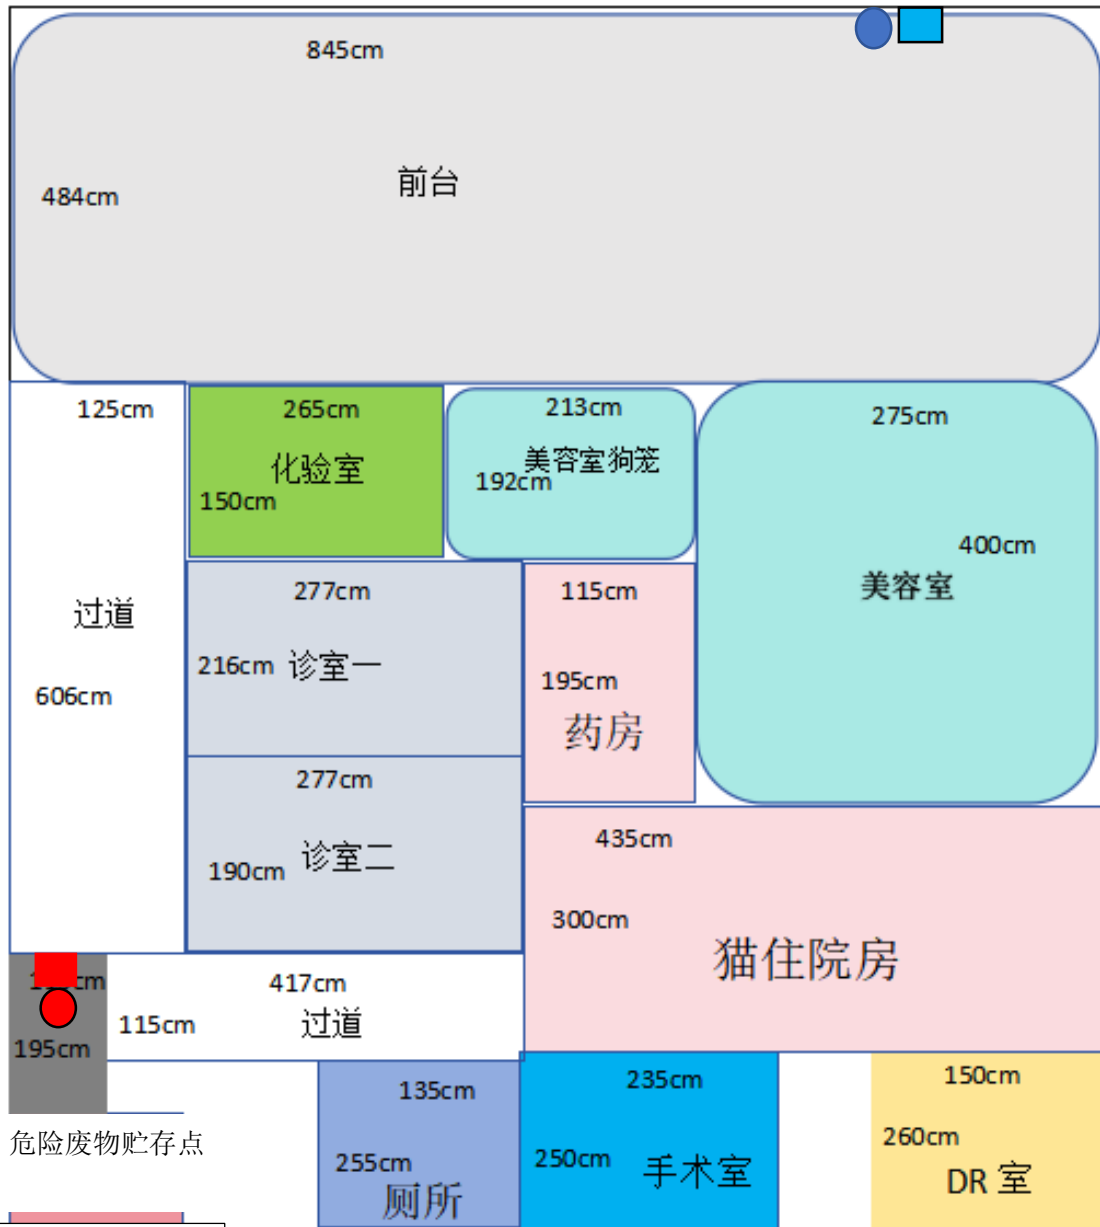 845cm
484cm
前台
125cm
265cm
化验室
150cm
213cm
美容室狗笼
192cm
275cm
400cm
美容室
过道
606cm
277cm
216cm 诊室一
115cm
195cm
药房
277cm
190cm 诊室二
435cm
300cm
猫住院房
417cm
115cm 过道
195cm
危险废物贮存点
135cm
255cm
厕所
235cm
250cm 手术室
150cm
260cm
DR 室